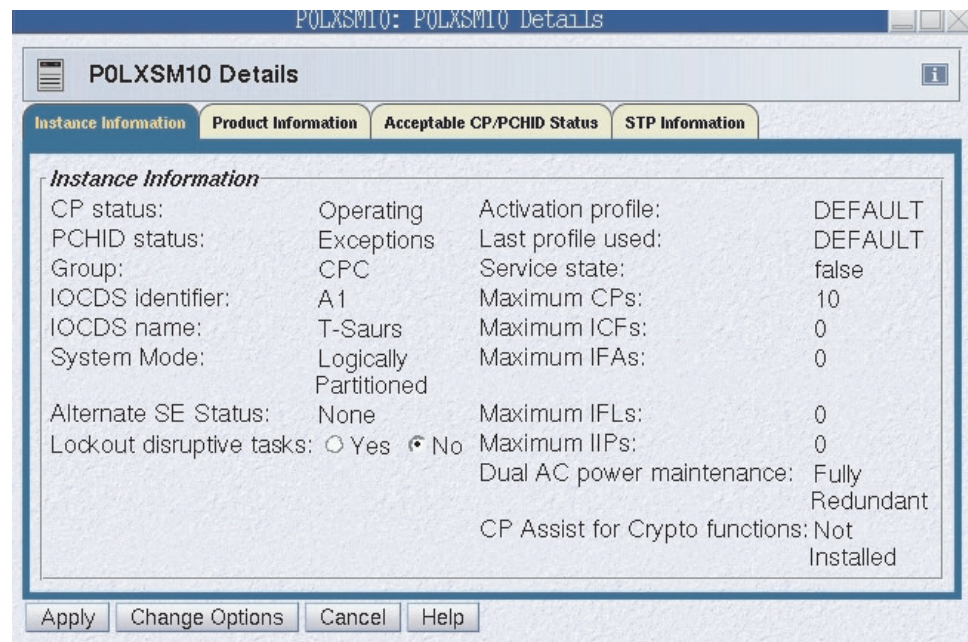 P0LXSM10: P0LXSM10 Details
P0LXSM10 Details
i
Instance Information
Product Information
Acceptable CP/PCHID Status
STP Information
Instance Information
CP status: Operating
PCHID status: Exceptions
Group: CPC
IOCDS identifier: A1
IOCDS name: T-Saurs
System Mode: Logically
Partitioned
Alternate SE Status: None
Lockout disruptive tasks: Yes No
Activation profile: DEFAULT
Last profile used: DEFAULT
Service state: false
Maximum CPs: 10
Maximum ICFs: 0
Maximum IFAs: 0
Maximum IFLs: 0
Maximum IIPs: 0
Dual AC power maintenance: Fully
Redundant
CP Assist for Crypto functions: Not
Installed
Apply
Change Options
Cancel
Help